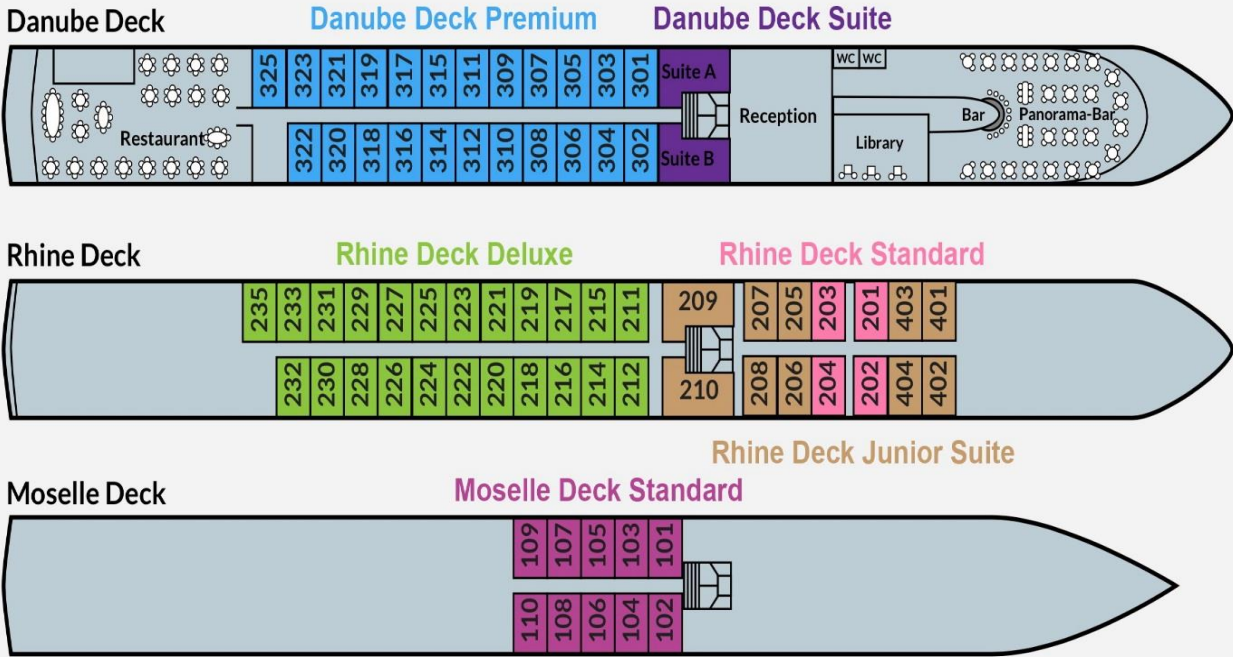 Danube Deck
Danube Deck Premium
Danube Deck Suite
325 323 321 319 317 315 311 309 307 305 303 301
Suite A
WC WC
Reception
Bar
Panorama-Bar
Restaurant
Library
322 320 318 316 314 312 310 308 306 304 302
Suite B
Rhine Deck
Rhine Deck Deluxe
Rhine Deck Standard
235 233 231 229 227 225 223 221 219 217 215 211
209
207 205 203 201 403 401
232 230 228 226 224 222 220 218 216 214 212
210
208 206 204 202 404 402
Rhine Deck Junior Suite
Moselle Deck
Moselle Deck Standard
109 107 105 103 101
110 108 106 104 102